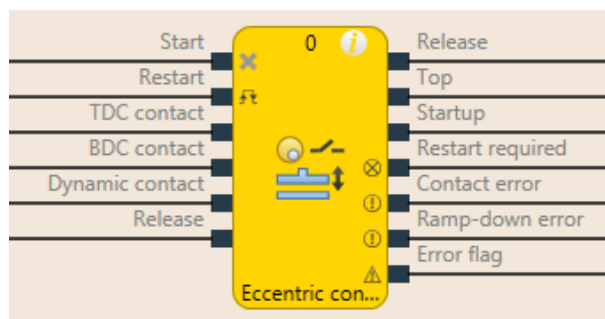 Start
Restart
TDC contact
BDC contact
Dynamic contact
Release
0
i
Eccentric con...
Release
Top
Startup
Restart required
Contact error
Ramp-down error
Error flag